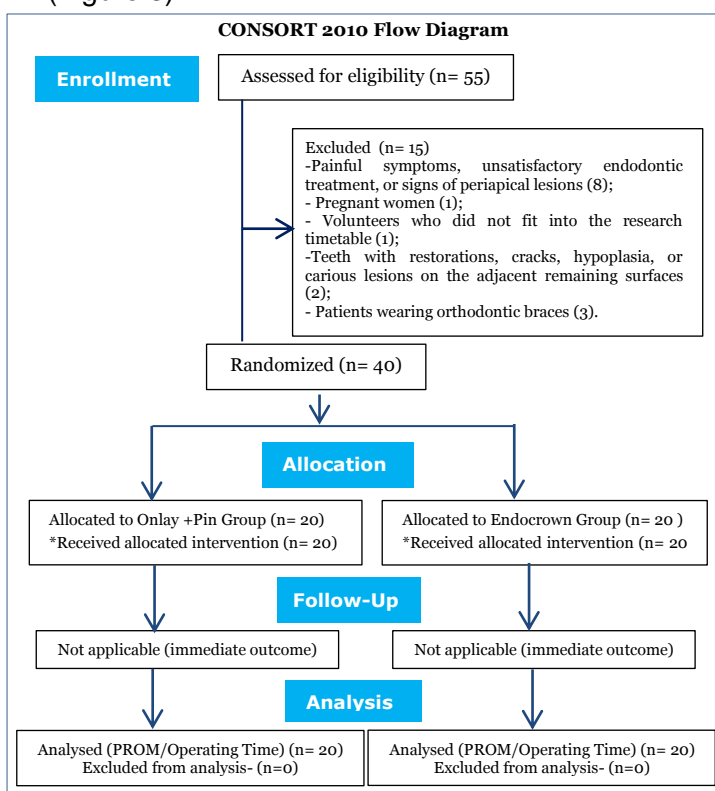 CONSORT 2010 Flow Diagram
Enrollment
Assessed for eligibility (n= 55)
Excluded (n= 15)
-Painful symptoms, unsatisfactory endodontic
treatment, or signs of periapical lesions (8);
- Pregnant women (1);
- Volunteers who did not fit into the research
timetable (1);
-Teeth with restorations, cracks, hypoplasia, or
carious lesions on the adjacent remaining surfaces
(2);
- Patients wearing orthodontic braces (3).
Randomized (n= 40)
Allocation
Allocated to Onlay +Pin Group (n= 20)
*Received allocated intervention (n= 20)
Allocated to Endocrown Group (n= 20 )
*Received allocated intervention (n= 20
Follow-Up
Not applicable (immediate outcome)
Not applicable (immediate outcome)
Analysis
Analysed (PROM/Operating Time) (n= 20)
Excluded from analysis- (n=0)
Analysed (PROM/Operating Time) (n= 20)
Excluded from analysis- (n=0)